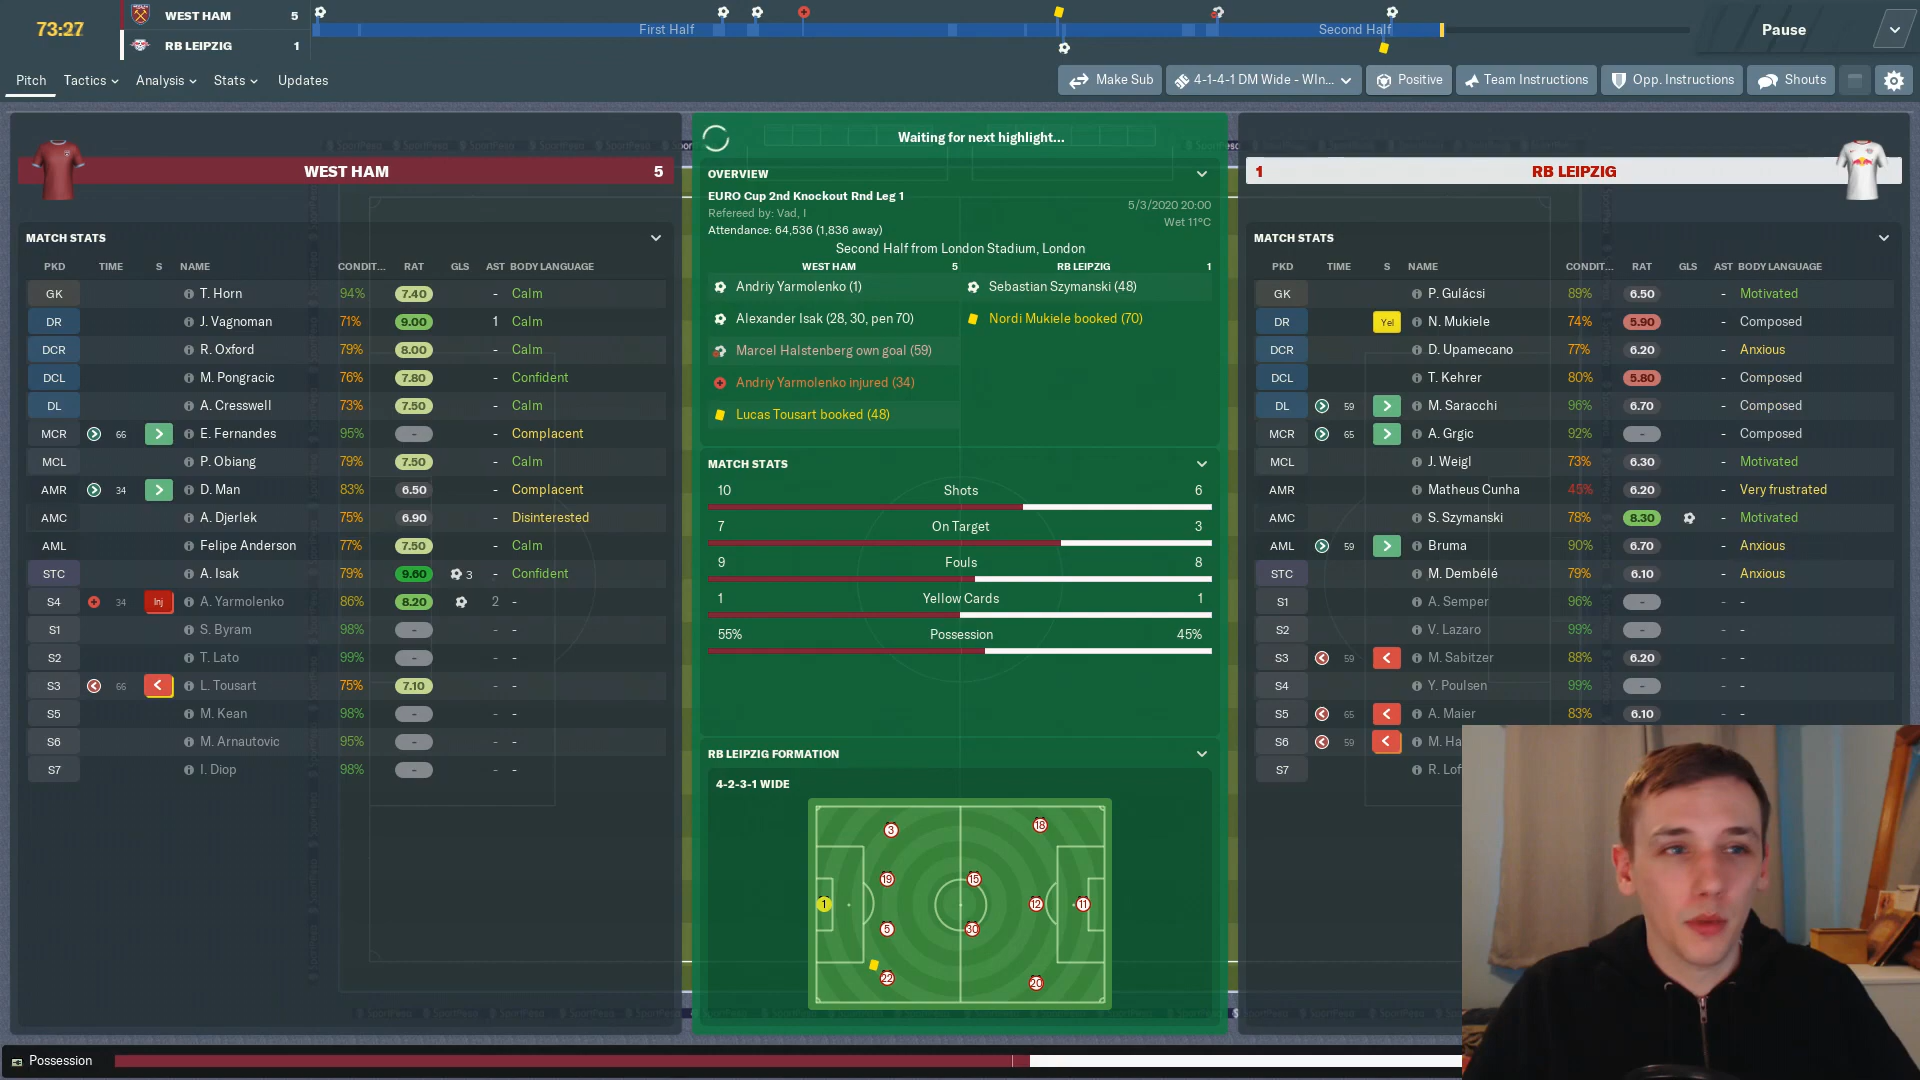 73:27
WEST HAM 5
RB LEIPZIG 1
First Half
Second Half
Pause
Pitch Tactics Analysis Stats Updates
Make Sub
4-1-4-1 DM Wide - WIn...
Positive
Team Instructions
Opp. Instructions
Shouts
WEST HAM 5
MATCH STATS
PKD TIME S NAME CONDIT... RAT GLS AST BODY LANGUAGE
GK T. Horn 94% 7.40 - Calm
DR J. Vagnoman 71% 9.00 1 Calm
DCR R. Oxford 79% 8.00 - Calm
DCL M. Pongracic 76% 7.80 - Confident
DL A. Cresswell 73% 7.50 - Calm
MCR 66 E. Fernandes 95% - - Complacent
MCL P. Obiang 79% 7.50 - Calm
AMR 34 D. Man 83% 6.50 - Complacent
AMC A. Djerlek 75% 6.90 - Disinterested
AML Felipe Anderson 77% 7.50 - Calm
STC A. Isak 79% 9.60 3 - Confident
S4 34 Inj A. Yarmolenko 86% 8.20 2 -
S1 S. Byram 98% - - -
S2 T. Lato 99% - - -
S3 66 L. Tousart 75% 7.10 - -
S5 M. Kean 98% - - -
S6 M. Arnautovic 95% - - -
S7 I. Diop 98% - - -
Waiting for next highlight...
OVERVIEW
EURO Cup 2nd Knockout Rnd Leg 1
5/3/2020 20:00
Refereed by: Vad, I
Wet 11°C
Attendance: 64,536 (1,836 away)
Second Half from London Stadium, London
WEST HAM 5 RB LEIPZIG 1
Andriy Yarmolenko (1)
Sebastian Szymanski (48)
Alexander Isak (28, 30, pen 70)
Nordi Mukiele booked (70)
Marcel Halstenberg own goal (59)
Andriy Yarmolenko injured (34)
Lucas Tousart booked (48)
MATCH STATS
10 Shots 6
7 On Target 3
9 Fouls 8
1 Yellow Cards 1
55% Possession 45%
RB LEIPZIG FORMATION
4-2-3-1 WIDE
3
18
19
15
1
12
11
5
30
22
20
1 RB LEIPZIG
MATCH STATS
PKD TIME S NAME CONDIT... RAT GLS AST BODY LANGUAGE
GK P. Gulácsi 89% 6.50 - Motivated
DR Yel N. Mukiele 74% 5.90 - Composed
DCR D. Upamecano 77% 6.20 - Anxious
DCL T. Kehrer 80% 5.80 - Composed
DL 59 M. Saracchi 96% 6.70 - Composed
MCR 65 A. Grgic 92% - - Composed
MCL J. Weigl 73% 6.30 - Motivated
AMR Matheus Cunha 45% 6.20 - Very frustrated
AMC S. Szymanski 78% 8.30 - Motivated
AML 59 Bruma 90% 6.70 - Anxious
STC M. Dembélé 79% 6.10 - Anxious
S1 A. Semper 96% - - -
S2 V. Lazaro 99% - - -
S3 59 M. Sabitzer 88% 6.20 - -
S4 Y. Poulsen 99% - - -
S5 65 A. Maier 83% 6.10 - -
S6 59 M. Ha
S7 R. Lof
Possession